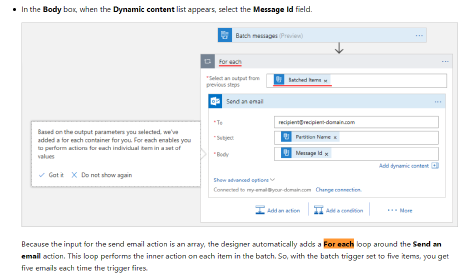 In the Body box, when the Dynamic content list appears, select the Message Id field.
Batch messages (Preview)
...
For each
...
*Select an output from
previous steps
Batched Items x
Send an email
...
*To
recipient@recipient-domain.com
*Subject
Partition Name x
*Body
Message Id x
Add dynamic content
Show advanced options
Connected to my-email@your-domain.com Change connection.
Add an action
Add a condition
... More
Based on the output parameters you selected, we've
added a for each container for you. For each enables you
to perform actions for each individual item in a set of
values
Got it
Do not show again
Because the input for the send email action is an array, the designer automatically adds a For each loop around the Send an
email action. This loop performs the inner action on each item in the batch. So, with the batch trigger set to five items, you get
five emails each time the trigger fires.